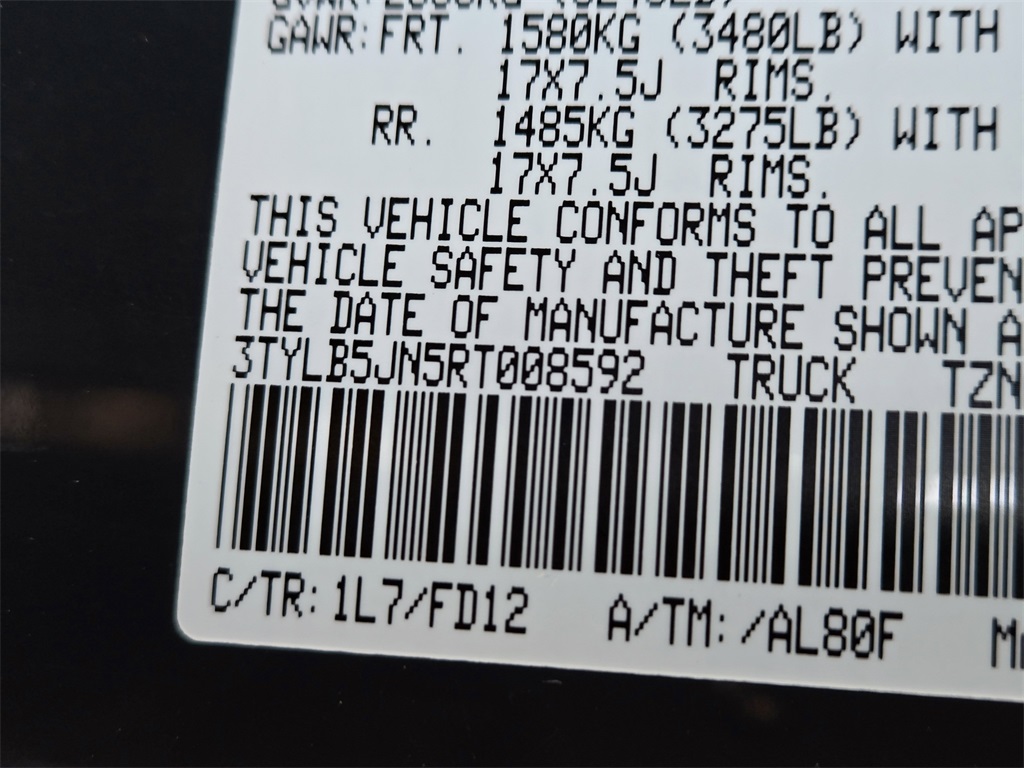 GAWR:FRT. 1580KG (3480LB) WITH
17X7.5J RIMS.
RR. 1485KG (3275LB) WITH
17X7.5J RIMS.
THIS VEHICLE CONFORMS TO ALL AP
VEHICLE SAFETY AND THEFT PREVEN
THE DATE OF MANUFACTURE SHOWN A
3TYLB5JN5RT008592 TRUCK TZN
C/TR:1L7/FD12 A/TM:/AL80F